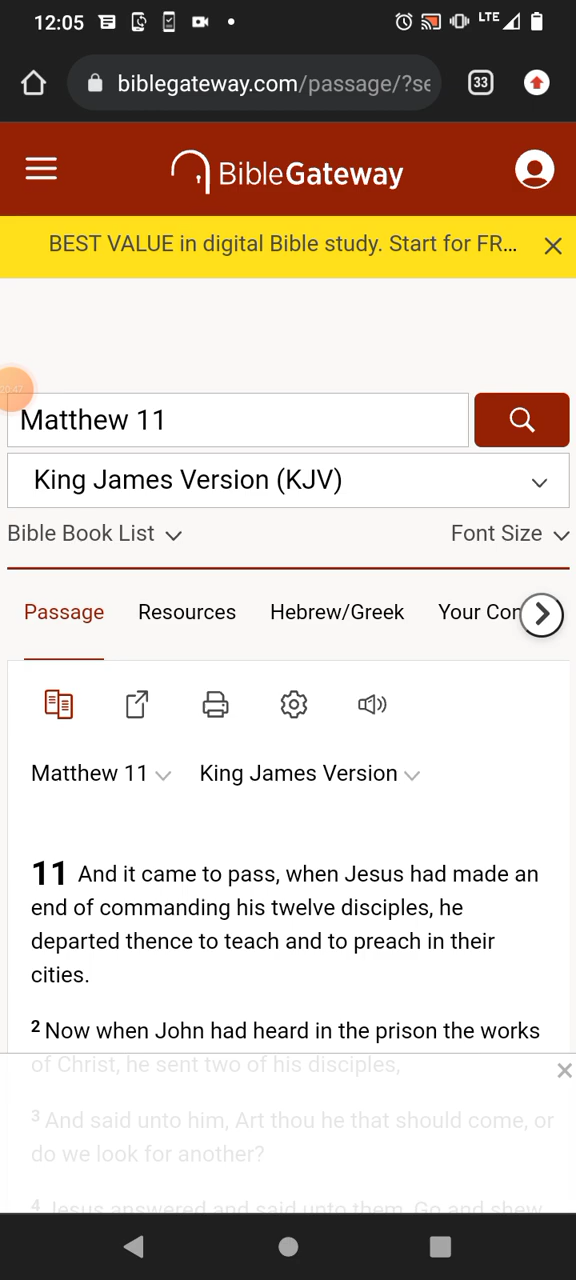 12:05
LTE
biblegateway.com/passage/?se
33
BibleGateway
BEST VALUE in digital Bible study. Start for FR...
Matthew 11
King James Version (KJV)
Bible Book List
Font Size
Passage Resources Hebrew/Greek Your Con
Matthew 11 King James Version
11 And it came to pass, when Jesus had made an
end of commanding his twelve disciples, he
departed thence to teach and to preach in their
cities.
2 Now when John had heard in the prison the works
of Christ, he sent two of his disciples,
3 And said unto him, Art thou he that should come, or
do we look for another?
4 Jesus answered and said unto them, Go and shew